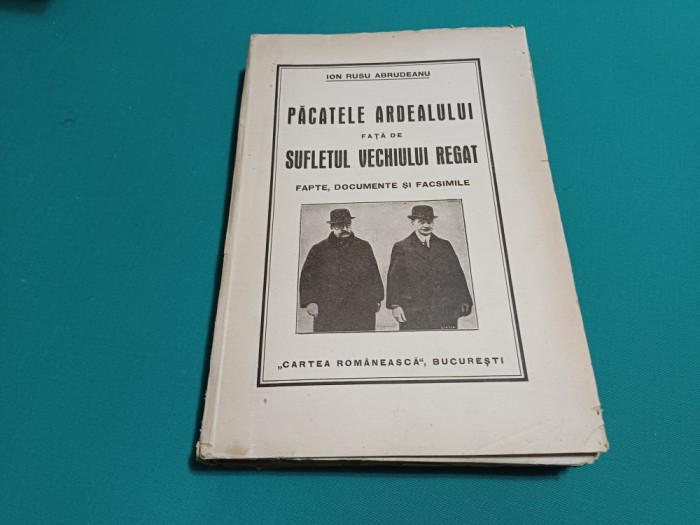 ION RUSU ABRUDEANU
PĂCATELE ARDEALULUI
FAȚĂ DE
SUFLETUL VECHIULUI REGAT
FAPTE, DOCUMENTE ȘI FACSIMILE
„CARTEA ROMÂNEASCĂ“, BUCUREȘTI